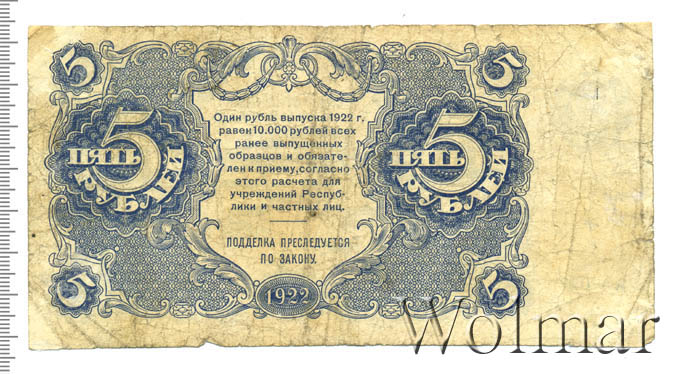 5 5
Один рубль выпуска 1922 г.
равен 10.000 рублей всех
ранее выпущенных
образцов и обязате-
лен к приему, согласно
этого расчета для
учреждений Респуб-
лики и частных лиц.
5 ПЯТЬ РУБЛЕЙ
5 ПЯТЬ РУБЛЕЙ
ПОДДЕЛКА ПРЕСЛЕДУЕТСЯ
ПО ЗАКОНУ.
5 1922 5
Wolmar